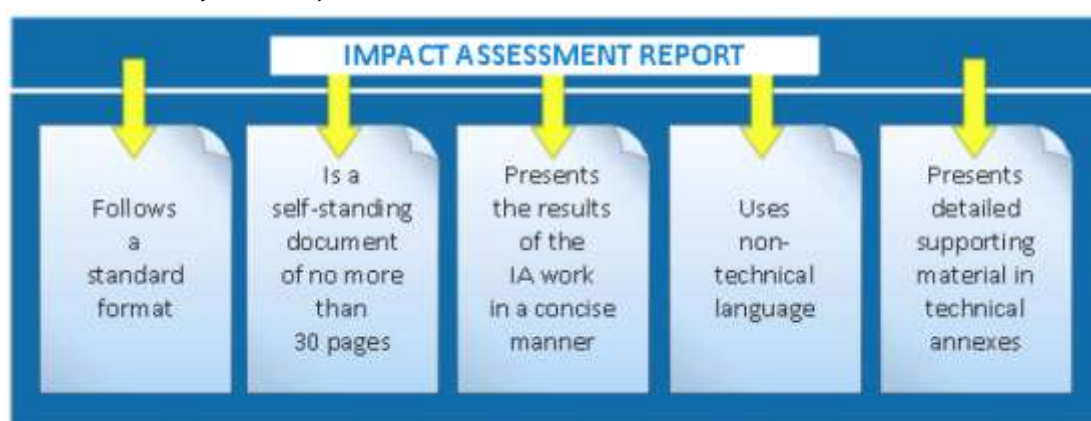 IMPACT ASSESSMENT REPORT
Follows
a
standard
format
Is a
self-standing
document
of no more
than
30 pages
Presents
the results
of the
IA work
in a concise
manner
Uses
non-
technical
language
Presents
detailed
supporting
material in
technical
annexes